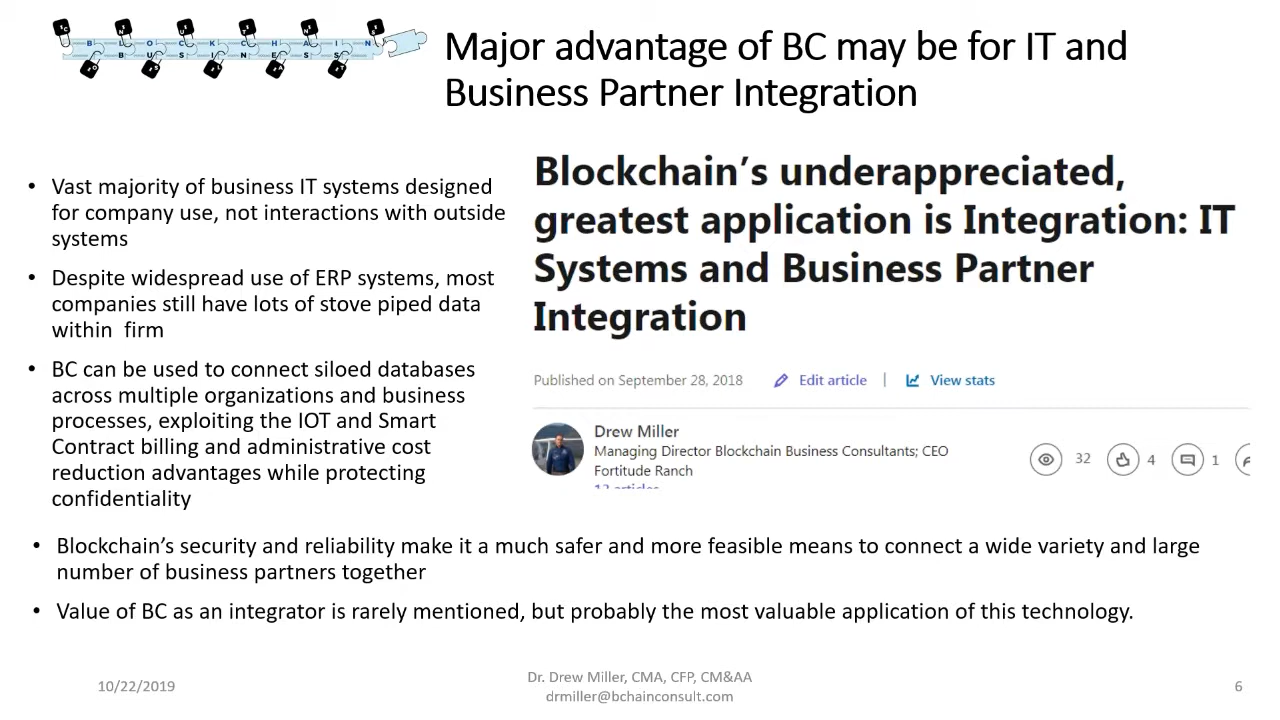 B L O C K C H A I N
B U S I N E S S
Major advantage of BC may be for IT and
Business Partner Integration
• Vast majority of business IT systems designed
for company use, not interactions with outside
systems
• Despite widespread use of ERP systems, most
companies still have lots of stove piped data
within firm
• BC can be used to connect siloed databases
across multiple organizations and business
processes, exploiting the IOT and Smart
Contract billing and administrative cost
reduction advantages while protecting
confidentiality
Blockchain’s underappreciated,
greatest application is Integration: IT
Systems and Business Partner
Integration
Published on September 28, 2018 Edit article | View stats
Drew Miller
Managing Director Blockchain Business Consultants; CEO
Fortitude Ranch
32 4 1
• Blockchain’s security and reliability make it a much safer and more feasible means to connect a wide variety and large
number of business partners together
• Value of BC as an integrator is rarely mentioned, but probably the most valuable application of this technology.
10/22/2019
Dr. Drew Miller, CMA, CFP, CM&AA
drmiller@bchainconsult.com
6